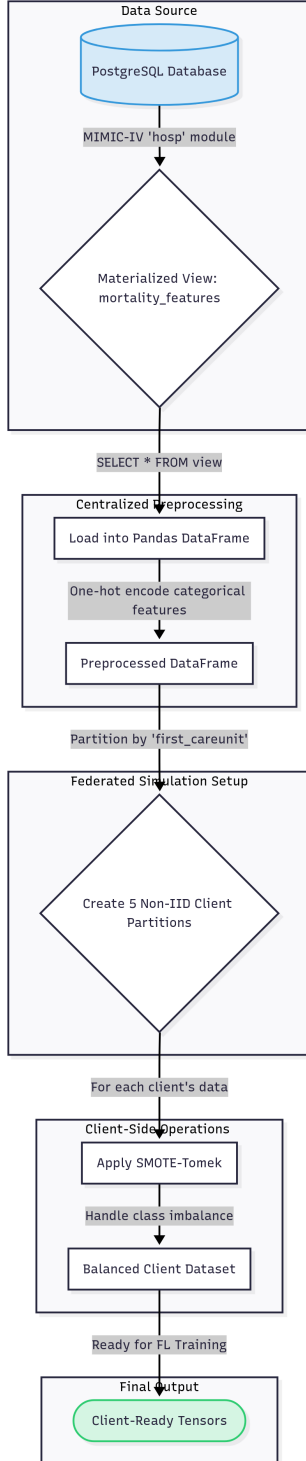 Data Source
PostgreSQL Database
MIMIC-IV 'hosp' module
Materialized View:
mortality_features
SELECT * FROM view
Centralized Preprocessing
Load into Pandas DataFrame
One-hot encode categorical
features
Preprocessed DataFrame
Partition by 'first_careunit'
Federated Simulation Setup
Create 5 Non-IID Client
Partitions
For each client's data
Client-Side Operations
Apply SMOTE-Tomek
Handle class imbalance
Balanced Client Dataset
Ready for FL Training
Final Output
Client-Ready Tensors